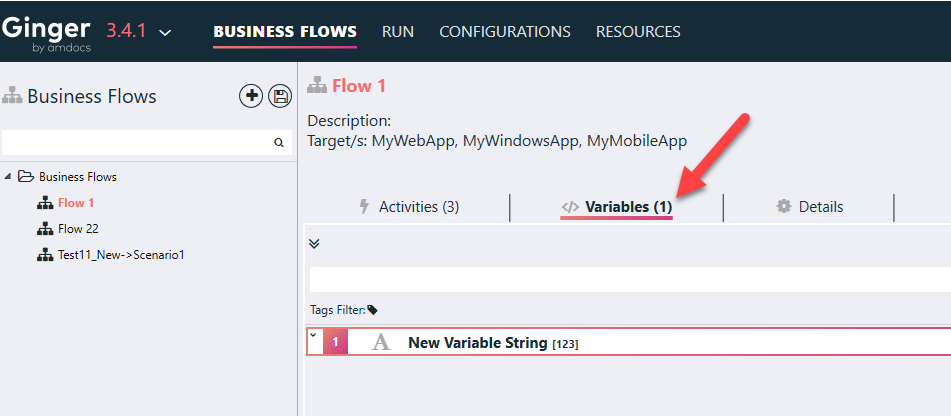 Ginger 3.4.1 BUSINESS FLOWS RUN CONFIGURATIONS RESOURCES
by amdocs
Business Flows
Business Flows
Flow 1
Flow 22
Test11_New->Scenario1
Flow 1
Description:
Target/s: MyWebApp, MyWindowsApp, MyMobileApp
Activities (3) Variables (1) Details
Tags Filter:
1 A New Variable String [123]